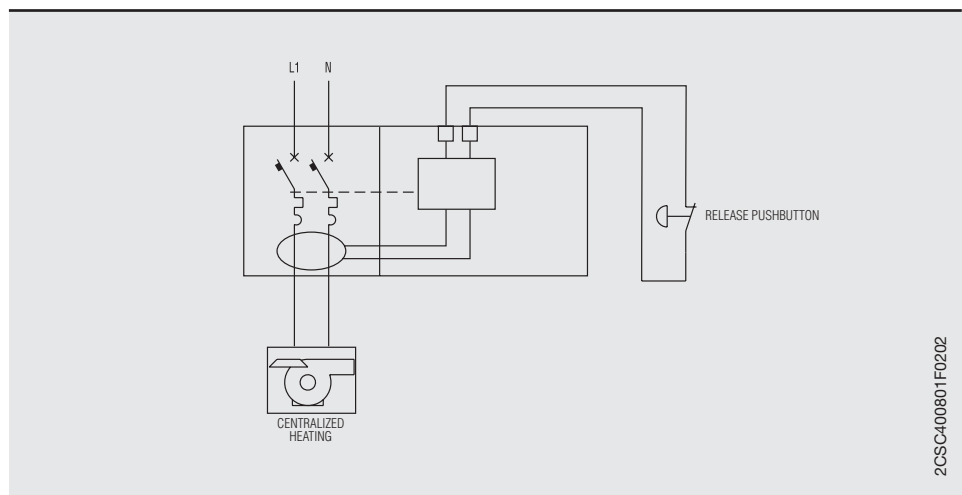 L1 N
RELEASE PUSHBUTTON
CENTRALIZED
HEATING
2CSC400801F0202